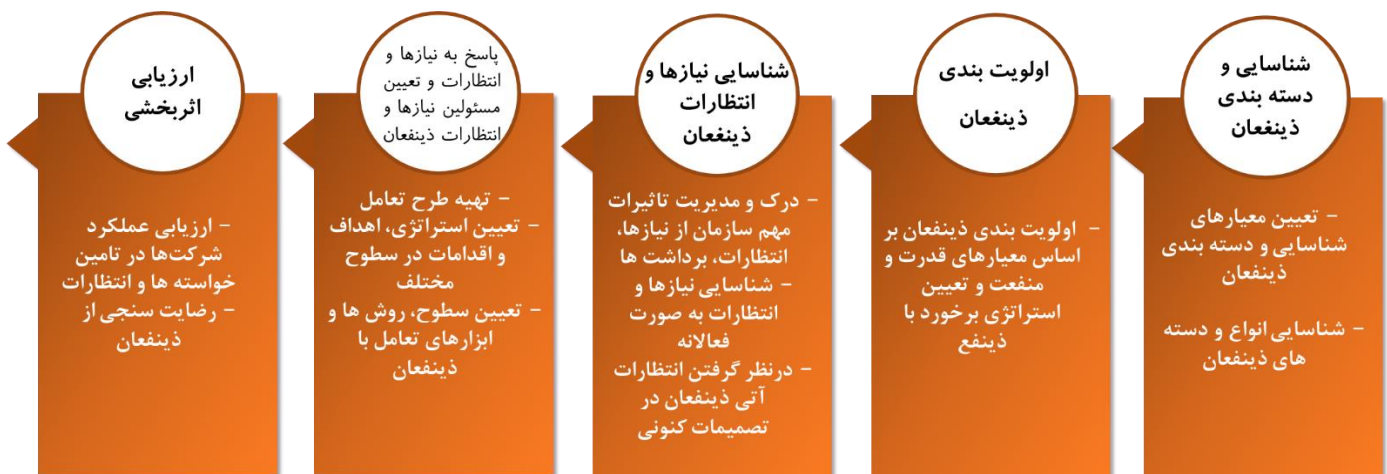 شناسایی و
دسته بندی
ذینفعان
– تعیین معیارهای
شناسایی و دسته بندی
ذینفعان
– شناسایی انواع و دسته
های ذینفعان
اولویت بندی
ذینفعان
– اولویت بندی ذینفعان بر
اساس معیارهای قدرت و
منفعت و تعیین
استراتژی برخورد با
ذینفع
شناسایی نیازها و
انتظارات
ذینفعان
– درک و مدیریت تاثیرات
مهم سازمان از نیازها،
انتظارات، برداشت ها
– شناسایی نیازها و
انتظارات به صورت
فعالانه
– درنظر گرفتن انتظارات
آتی ذینفعان در
تصمیمات کنونی
پاسخ به نیازها و
انتظارات و تعیین
مسئولین نیازها و
انتظارات ذینفعان
– تهیه طرح تعامل
– تعیین استراتژی، اهداف
و اقدامات در سطوح
مختلف
– تعیین سطوح، روش ها و
ابزارهای تعامل با
ذینفعان
ارزیابی
اثربخشی
– ارزیابی عملکرد
شرکت‌ها در تامین
خواسته ها و انتظارات
– رضایت سنجی از
ذینفعان